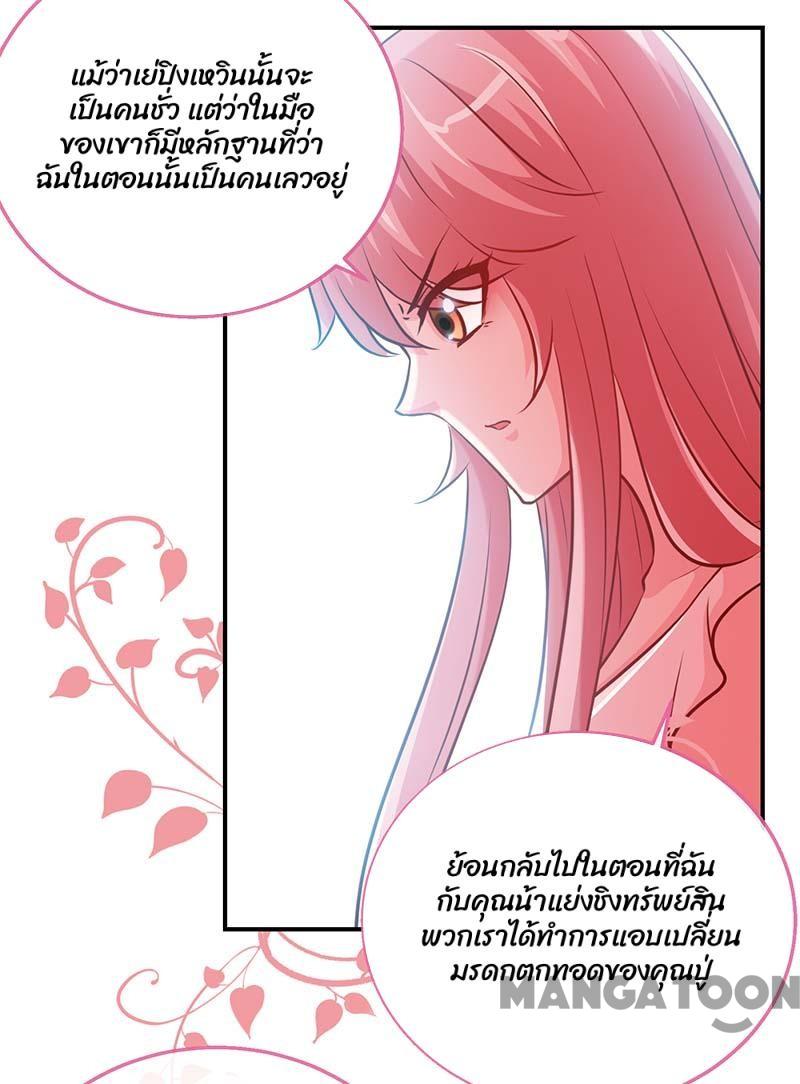 แม้ว่าเย่ปิงเหวินนั้นจะ
เป็นคนชั่ว แต่ว่าในมือ
ของเขาก็มีหลักฐานที่ว่า
ฉันในตอนนั้นเป็นคนเลวอยู่
ย้อนกลับไปในตอนที่ฉัน
กับคุณน้าแย่งชิงทรัพย์สิน
พวกเราได้ทำการแอบเปลี่ยน
มรดกตกทอดของคุณปู่
MANGATOON